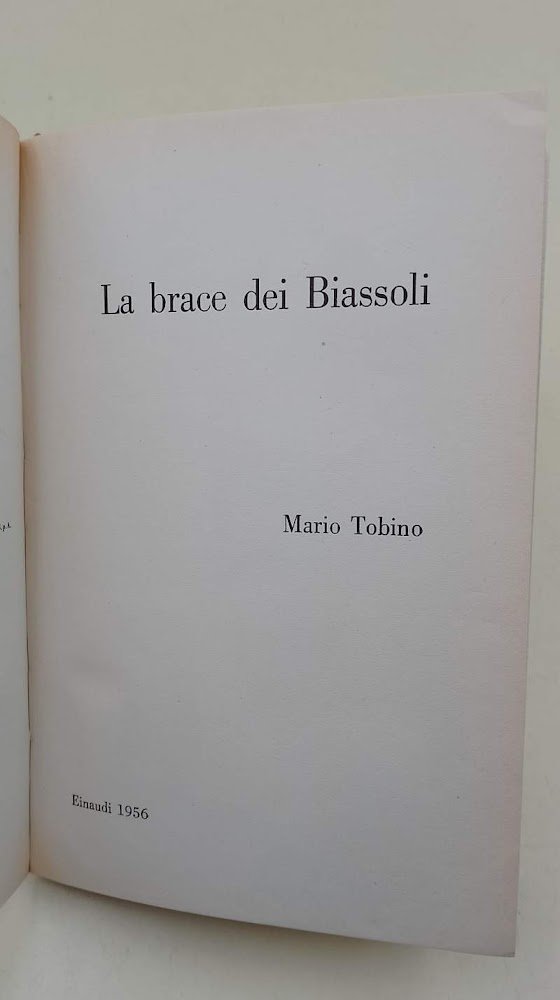 La brace dei Biassoli
Mario Tobino
Einaudi 1956